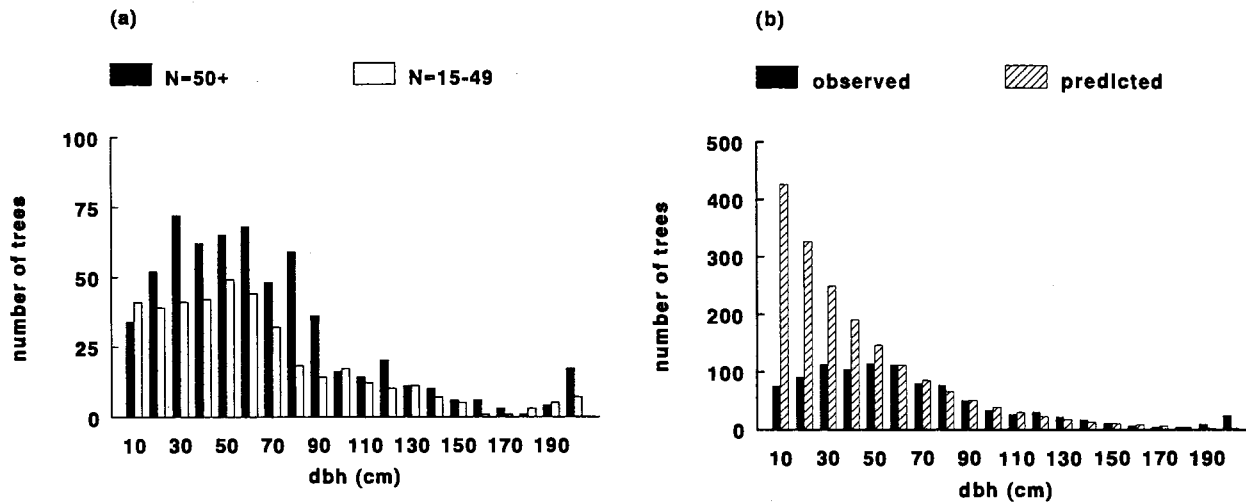 (a)
N=50+ N=15-49
number of trees
100
75
50
25
0
10 30 50 70 90 110 130 150 170 190
dbh (cm)
(b)
observed predicted
number of trees
500
400
300
200
100
0
10 30 50 70 90 110 130 150 170 190
dbh (cm)